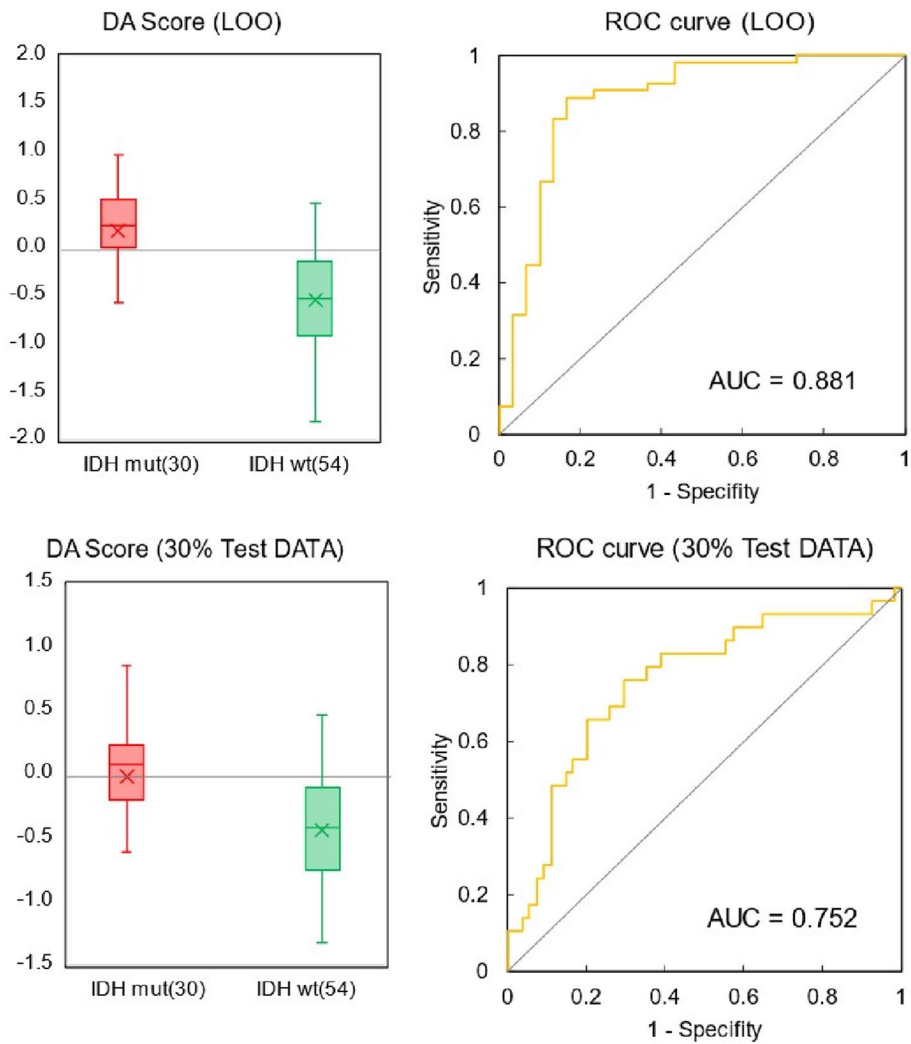 DA Score (LOO)
2.0
1.5
1.0
0.5
0.0
-0.5
-1.0
-1.5
-2.0
IDH mut(30) IDH wt(54)
ROC curve (LOO)
Sensitivity
1
0.8
0.6
0.4
0.2
0
AUC = 0.881
0 0.2 0.4 0.6 0.8 1
1 - Specifity
DA Score (30% Test DATA)
1.5
1.0
0.5
0.0
-0.5
-1.0
-1.5
IDH mut(30) IDH wt(54)
ROC curve (30% Test DATA)
Sensitivity
1
0.8
0.6
0.4
0.2
0
AUC = 0.752
0 0.2 0.4 0.6 0.8 1
1 - Specifity